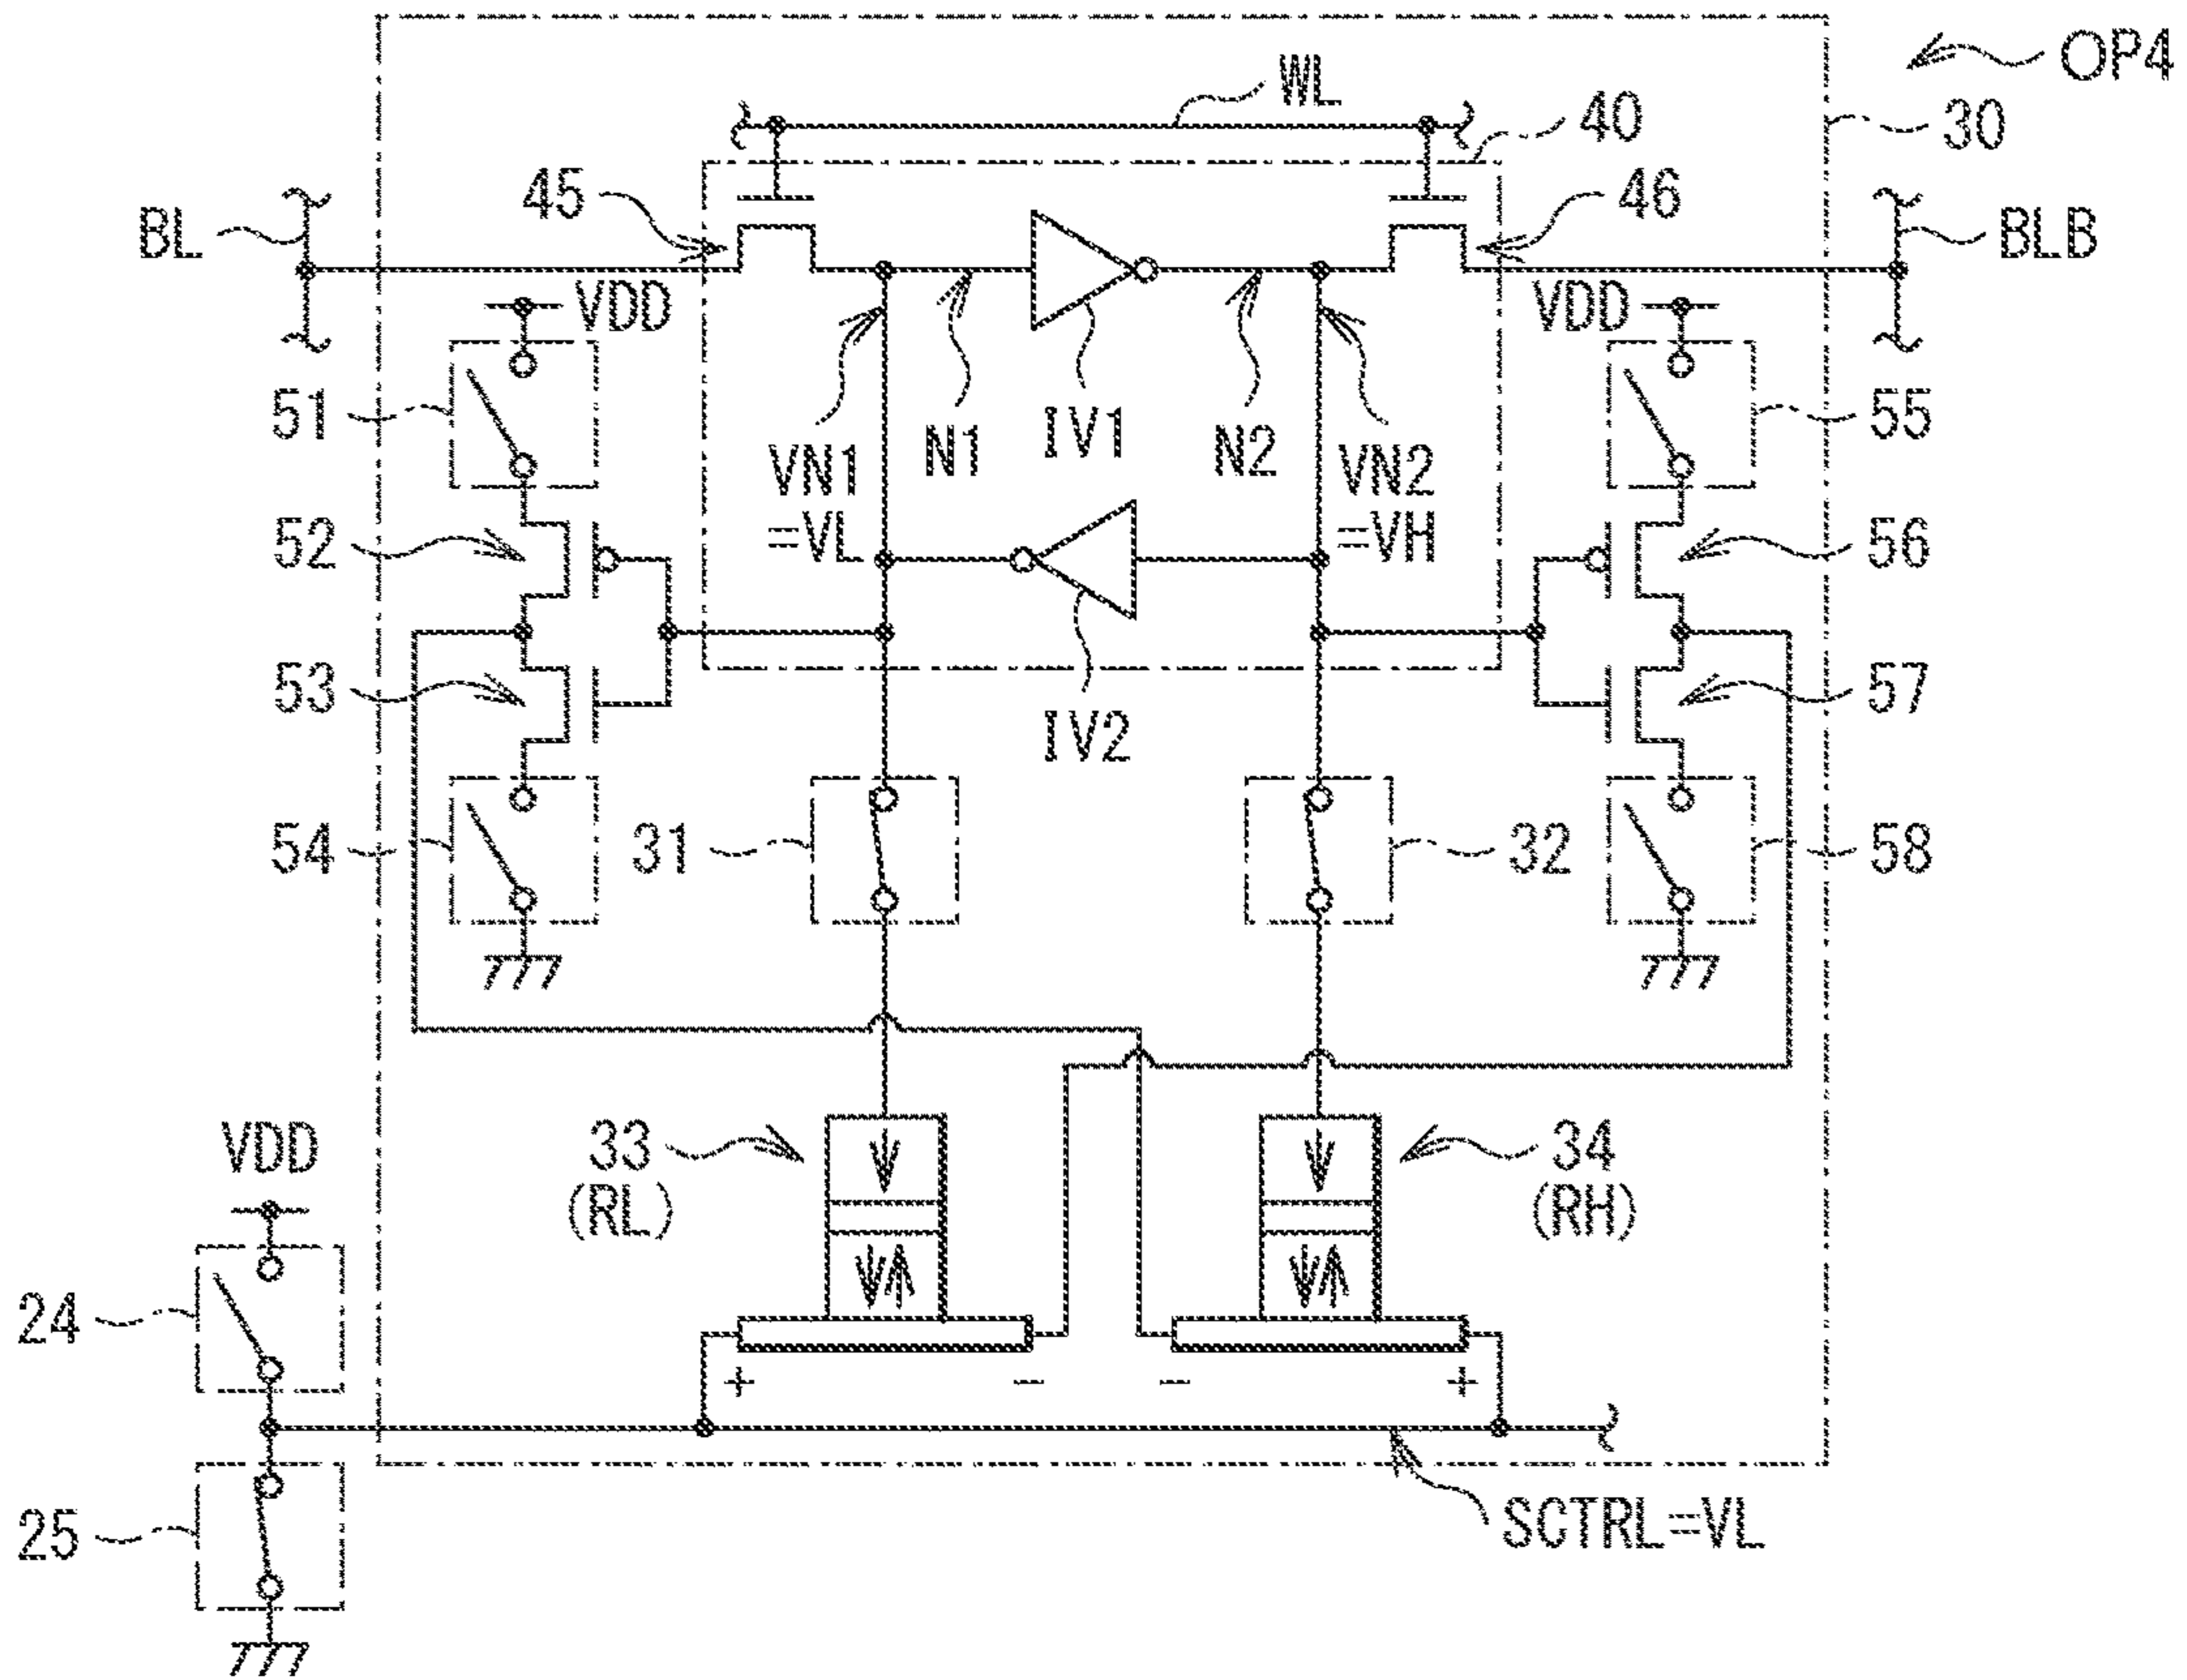 OP4
WL
40
30
45
46
BL
BLB
VDD
VDD
51
55
VN1
=VL
N1
IV1
N2
VN2
=VH
52
56
53
57
IV2
54
31
32
58
33
(RL)
34
(RH)
VDD
24
+ − − +
25
SCTRL=VL